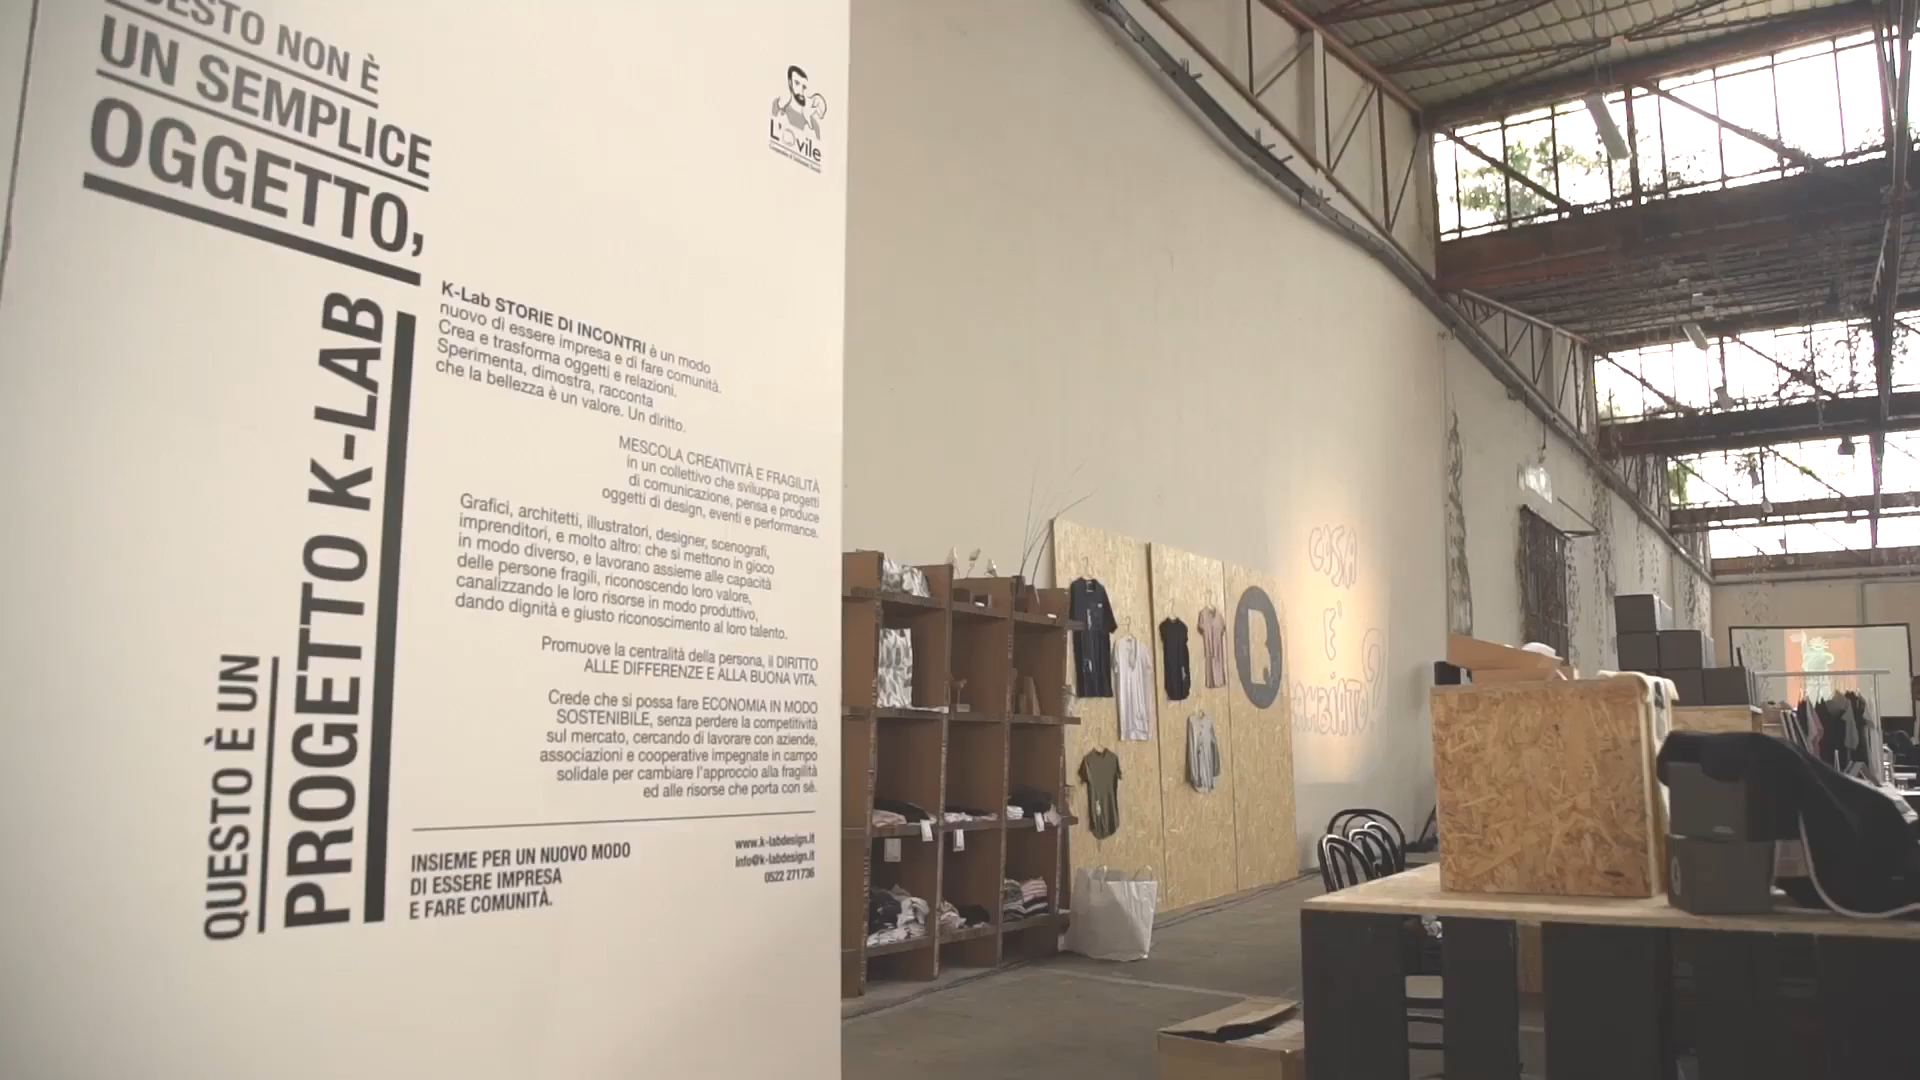 QUESTO NON È
UN SEMPLICE
OGGETTO,
QUESTO È UN
PROGETTO K-LAB
L'Ovile
K-Lab STORIE DI INCONTRI è un modo
nuovo di essere impresa e di fare comunità.
Crea e trasforma oggetti e relazioni,
Sperimenta, dimostra, racconta
che la bellezza è un valore. Un diritto.
MESCOLA CREATIVITÀ E FRAGILITÀ
in un collettivo che sviluppa progetti
di comunicazione, pensa e produce
oggetti di design, eventi e performance.
Grafici, architetti, illustratori, designer, scenografi,
imprenditori, e molto altro: che si mettono in gioco
in modo diverso, e lavorano assieme alle capacità
delle persone fragili, riconoscendo loro valore,
canalizzando le loro risorse in modo produttivo,
dando dignità e giusto riconoscimento al loro talento.
Promuove la centralità della persona, il DIRITTO
ALLE DIFFERENZE E ALLA BUONA VITA.
Crede che si possa fare ECONOMIA IN MODO
SOSTENIBILE, senza perdere la competitività
sul mercato, cercando di lavorare con aziende,
associazioni e cooperative impegnate in campo
solidale per cambiare l'approccio alla fragilità
ed alle risorse che porta con sé.
INSIEME PER UN NUOVO MODO
DI ESSERE IMPRESA
E FARE COMUNITÀ.
www.k-labdesign.it
info@k-labdesign.it
0522 271736
COSA
E'
CAMBIATO?